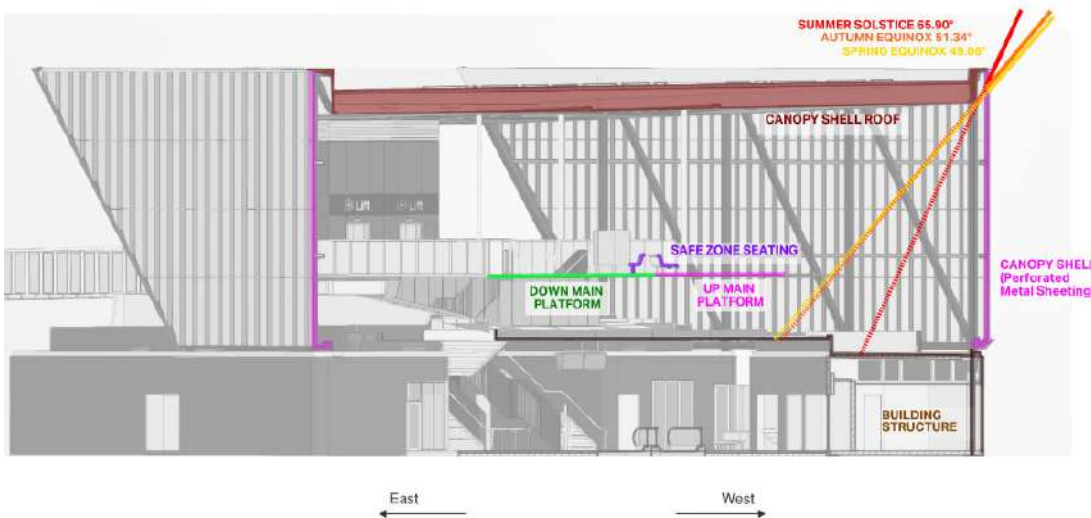 SUMMER SOLSTICE 65.90°
AUTUMN EQUINOX 51.34°
SPRING EQUINOX 49.06°
CANOPY SHELL ROOF
Lift
Lift
SAFE ZONE SEATING
DOWN MAIN
PLATFORM
UP MAIN
PLATFORM
CANOPY SHELL
(Perforated
Metal Sheeting
BUILDING
STRUCTURE
East
West